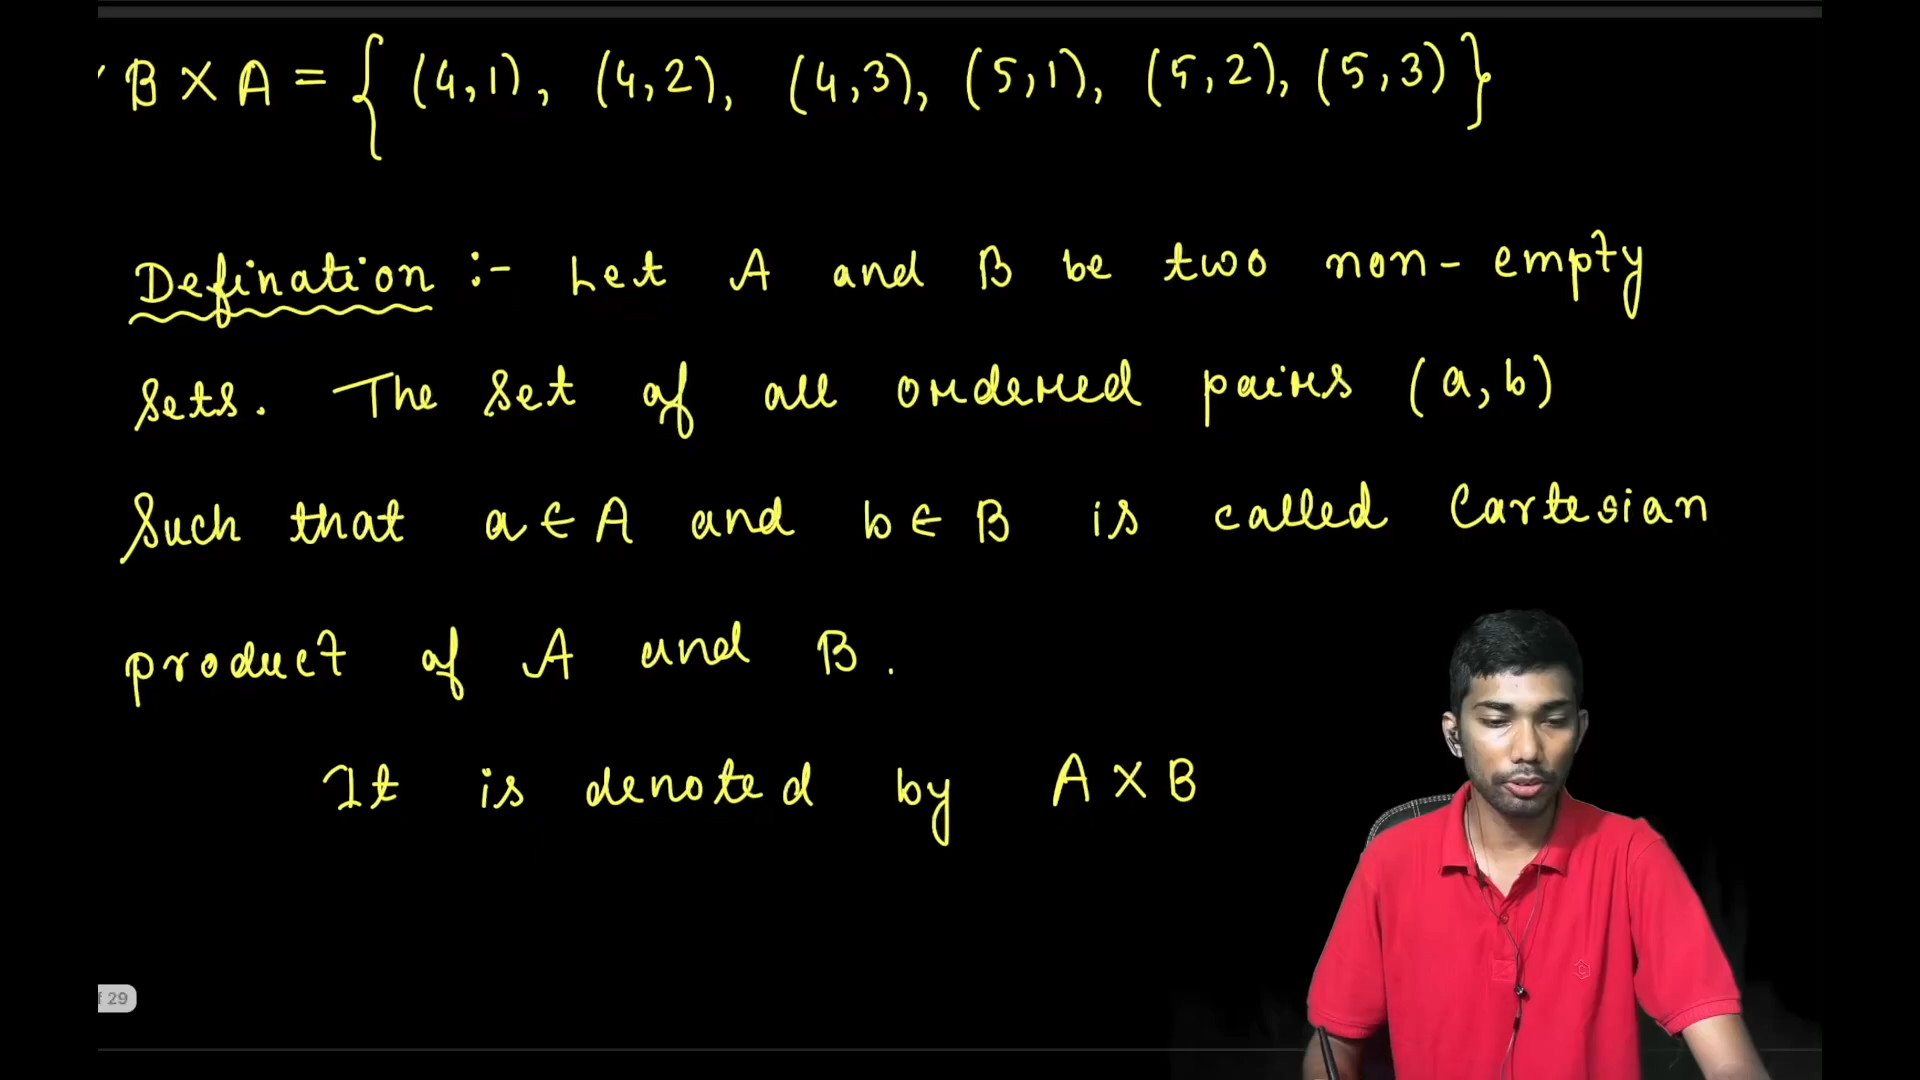 B X A = { (4,1), (4,2), (4,3), (5,1), (5,2), (5,3) }
Defination :- Let A and B be two non-empty
sets. The set of all ordered pairs (a, b)
Such that a ∈ A and b ∈ B is called Cartesian
product of A and B.
It is denoted by A X B
f 29